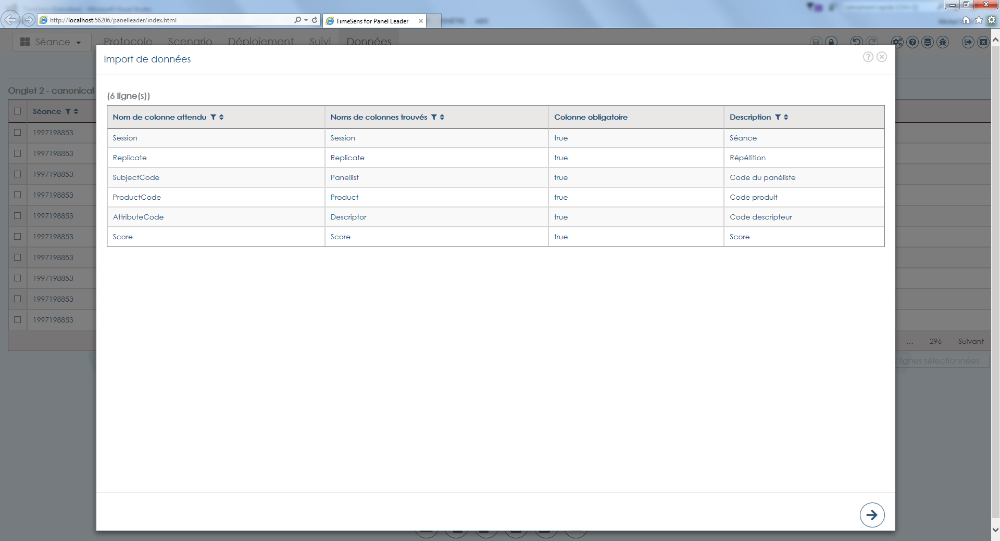 http://localhost:56206/panelleader/index.html
TimeSens for Panel Leader
Séance Protocole Scenario Déploiement Suivi Données
Import de données
Onglet 2 - canonical
(6 ligne(s))
Séance
Nom de colonne attendu Noms de colonnes trouvés Colonne obligatoire Description
Session Session true Séance
Replicate Replicate true Répétition
SubjectCode Panellist true Code du panéliste
ProductCode Product true Code produit
AttributeCode Descriptor true Code descripteur
Score Score true Score
1997198853
1997198853
1997198853
1997198853
1997198853
1997198853
1997198853
1997198853
1997198853
1997198853
... 296 Suivant
lignes sélectionnées